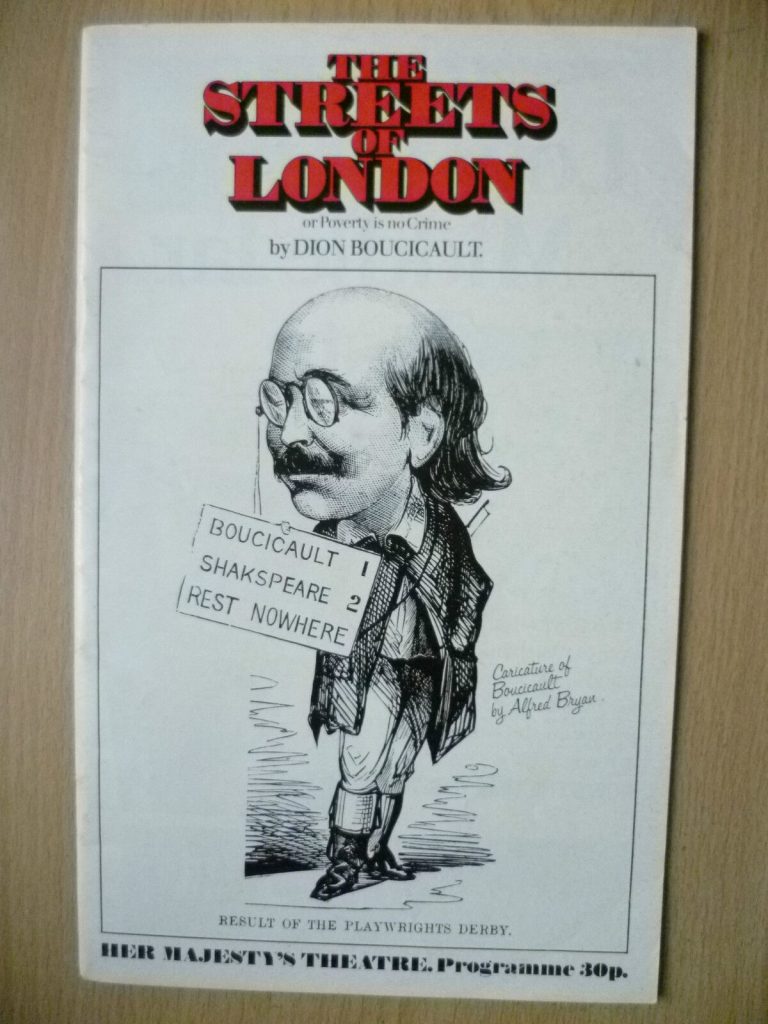 THE
STREETS
OF
LONDON
or Poverty is no Crime
by DION BOUCICAULT.
BOUCICAULT 1
SHAKSPEARE 2
REST NOWHERE
Caricature of
Boucicault
by Alfred Bryan
RESULT OF THE PLAYWRIGHTS DERBY.
HER MAJESTY'S THEATRE. Programme 30p.